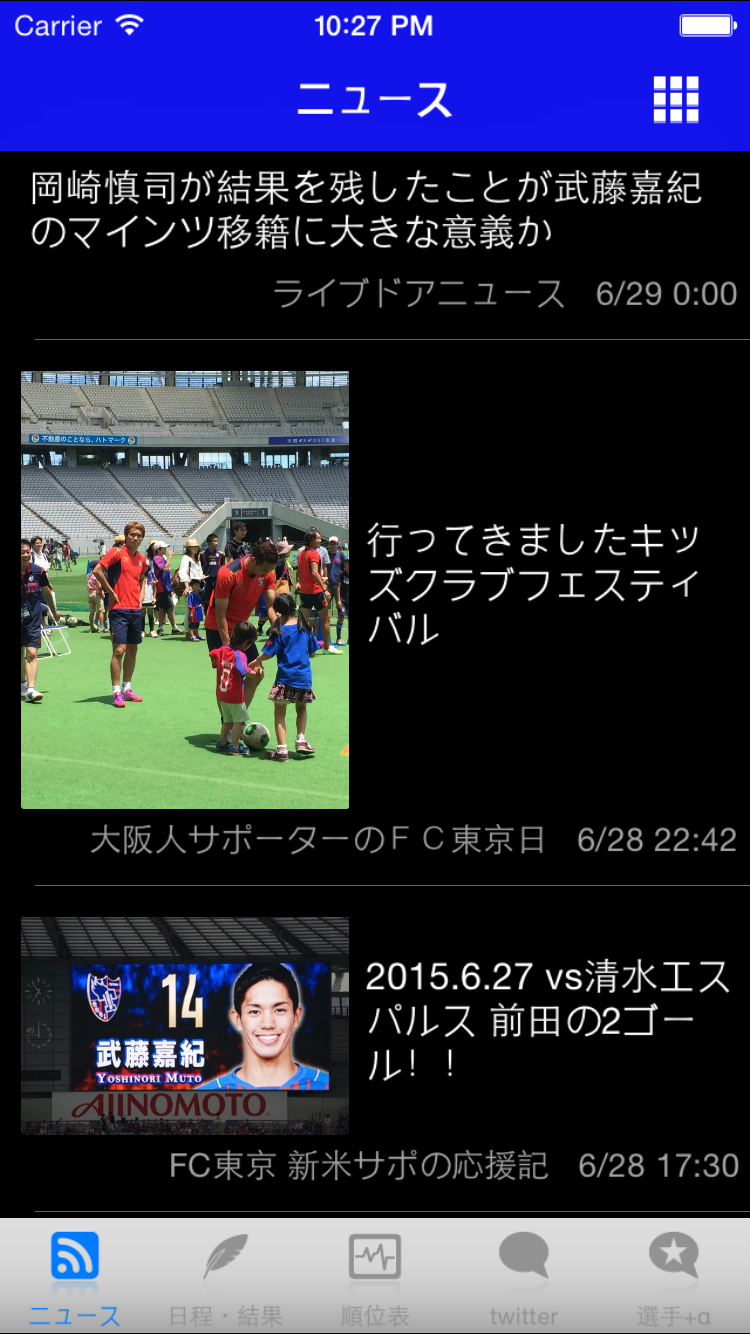 Carrier 10:27 PM
ニュース
岡崎慎司が結果を残したことが武藤嘉紀
のマインツ移籍に大きな意義か
ライブドアニュース 6/29 0:00
不動産のことなら、ハトマーク
行ってきましたキッ
ズクラブフェスティ
バル
大阪人サポーターのＦＣ東京日 6/28 22:42
14
武藤嘉紀
YOSHINORI MUTO
AJINOMOTO
2015.6.27 vs清水エス
パルス 前田の2ゴー
ル！！
FC東京 新米サポの応援記 6/28 17:30
ニュース 日程・結果 順位表 twitter 選手+α